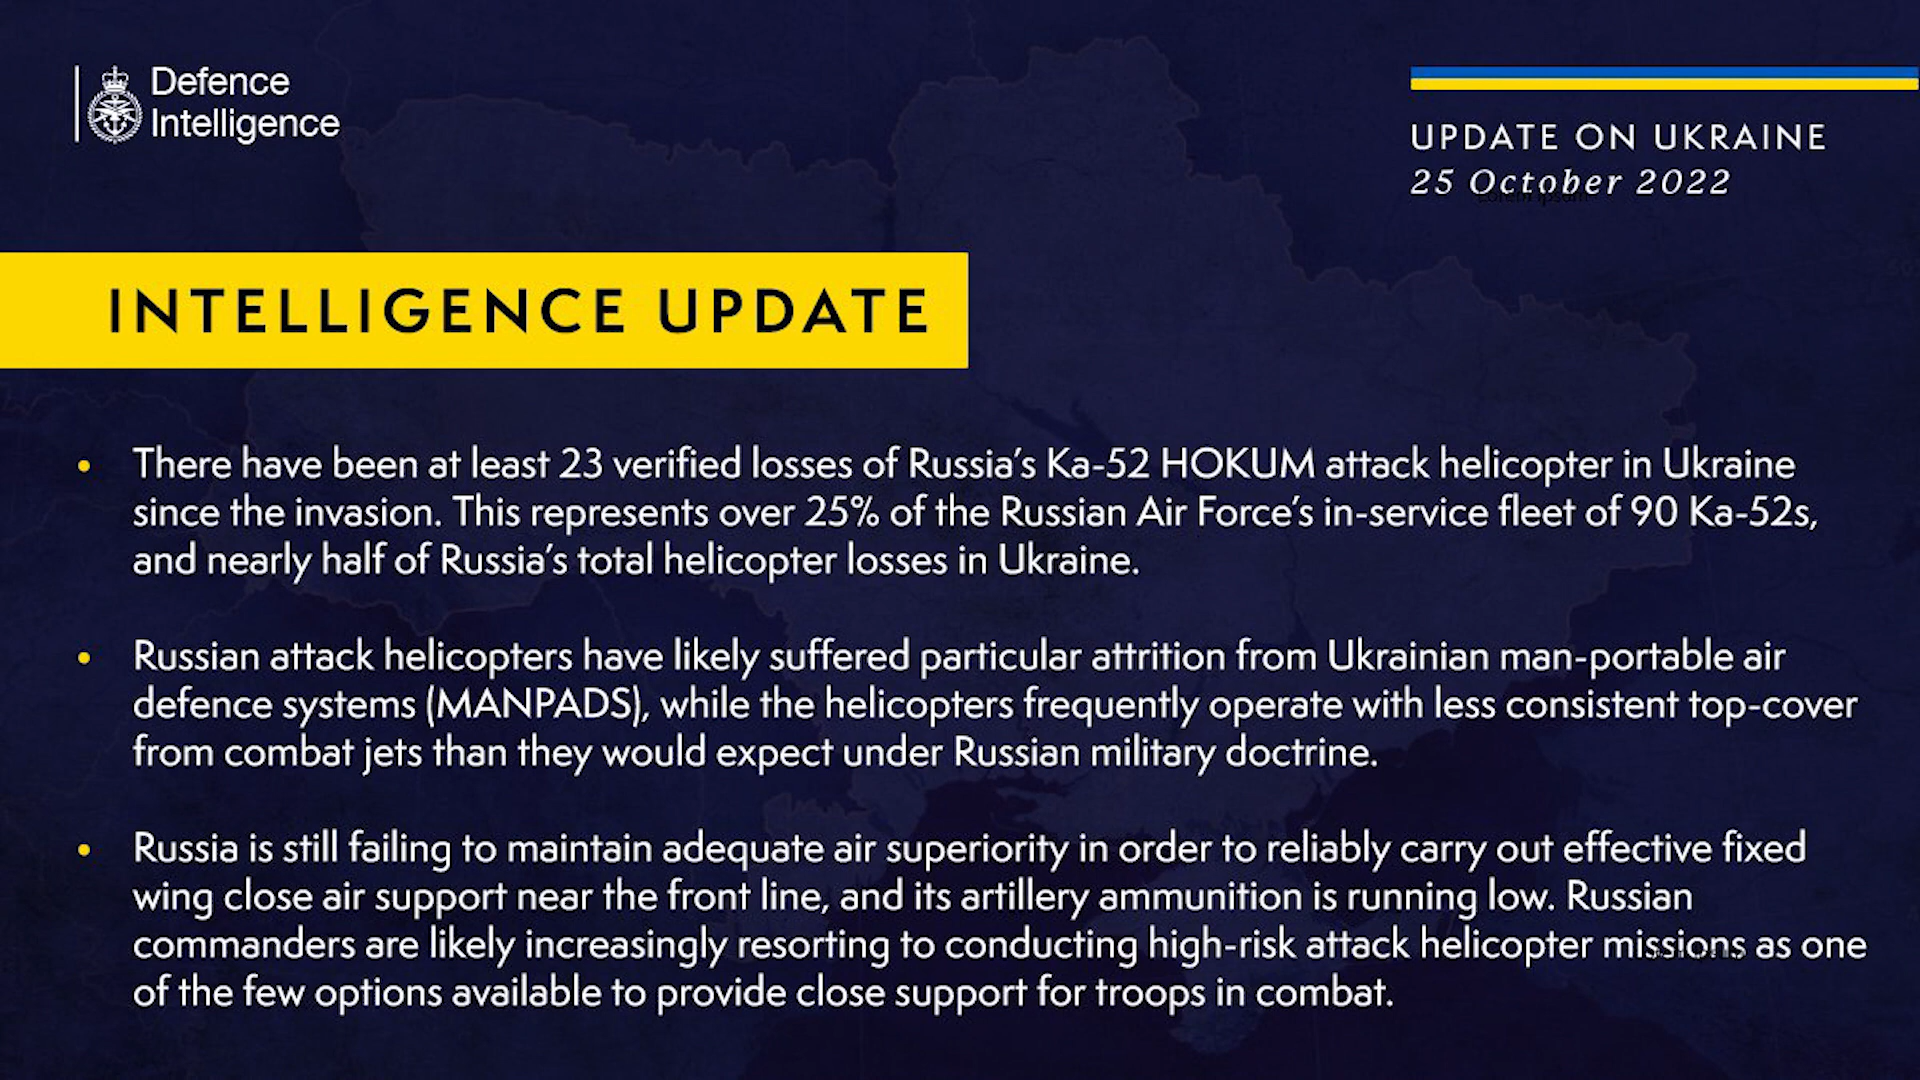 Defence
Intelligence
UPDATE ON UKRAINE
25 October 2022
Lorem ipsum
INTELLIGENCE UPDATE
• There have been at least 23 verified losses of Russia's Ka-52 HOKUM attack helicopter in Ukraine
since the invasion. This represents over 25% of the Russian Air Force's in-service fleet of 90 Ka-52s,
and nearly half of Russia's total helicopter losses in Ukraine.
• Russian attack helicopters have likely suffered particular attrition from Ukrainian man-portable air
defence systems (MANPADS), while the helicopters frequently operate with less consistent top-cover
from combat jets than they would expect under Russian military doctrine.
• Russia is still failing to maintain adequate air superiority in order to reliably carry out effective fixed
wing close air support near the front line, and its artillery ammunition is running low. Russian
commanders are likely increasingly resorting to conducting high-risk attack helicopter missions as one
of the few options available to provide close support for troops in combat.